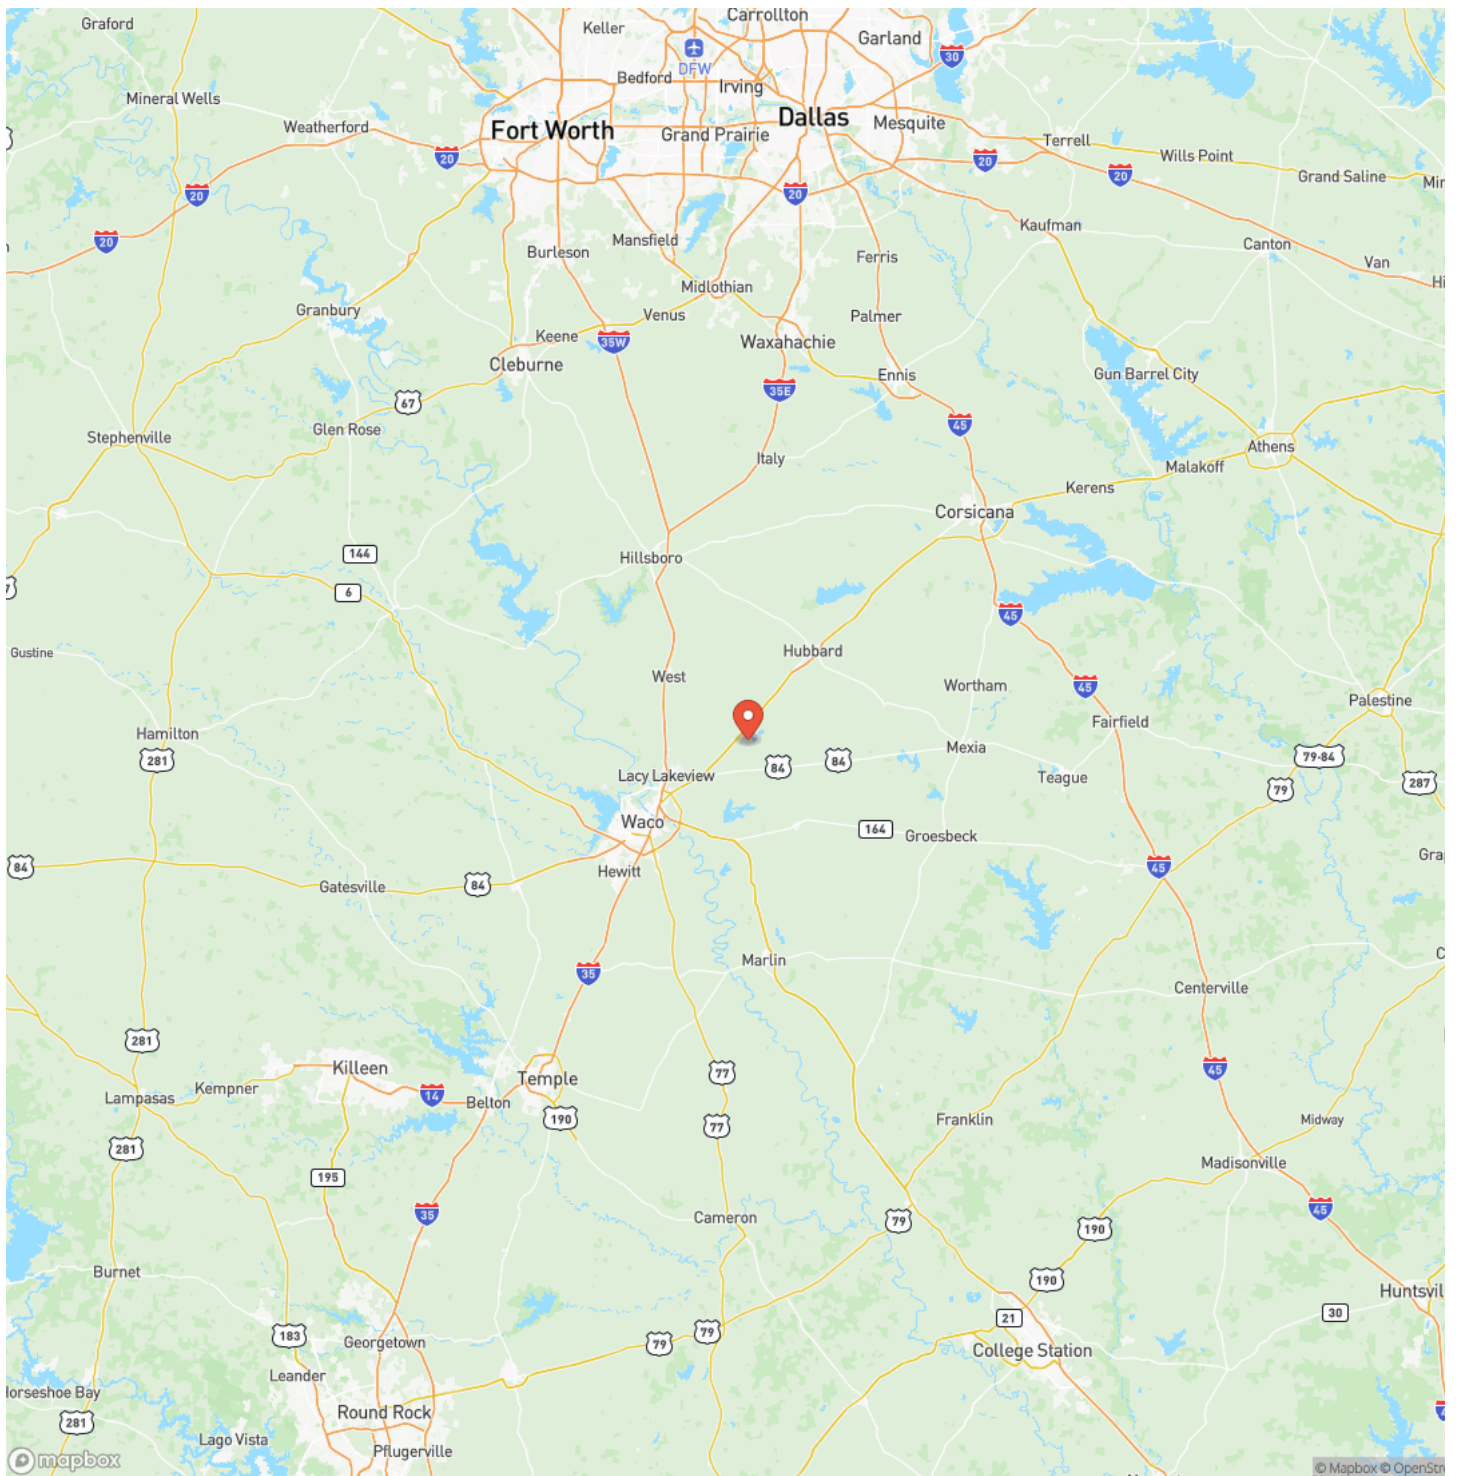 Graford
Keller
Carrollton
Garland
30
DFW
Bedford
Irving
Mineral Wells
Weatherford
Fort Worth
Grand Prairie
Dallas
Mesquite
Terrell
20
20
20
Wills Point
Grand Saline
20
20
20
Kaufman
Canton
Van
Burleson
Mansfield
Ferris
Midlothian
Granbury
Venus
Palmer
Keene
35W
Waxahachie
Cleburne
Gun Barrel City
Ennis
35E
67
45
Stephenville
Glen Rose
Italy
Athens
Malakoff
Kerens
Corsicana
144
Hillsboro
6
45
Gustine
Hubbard
West
Wortham
45
Palestine
Hamilton
Fairfield
281
Mexia
84
84
79-84
Lacy Lakeview
Teague
79
287
Waco
164
Groesbeck
84
Hewitt
45
Gatesville
84
Marlin
35
Centerville
281
Killeen
Temple
77
45
Kempner
14
Lampasas
Belton
190
77
Franklin
Midway
281
195
Madisonville
35
Cameron
79
190
45
Burnet
190
Huntsvil
183
Georgetown
79
79
21
30
College Station
Leander
Horseshoe Bay
281
Round Rock
Lago Vista
Pflugerville
mapbox
© Mapbox © OpenStre